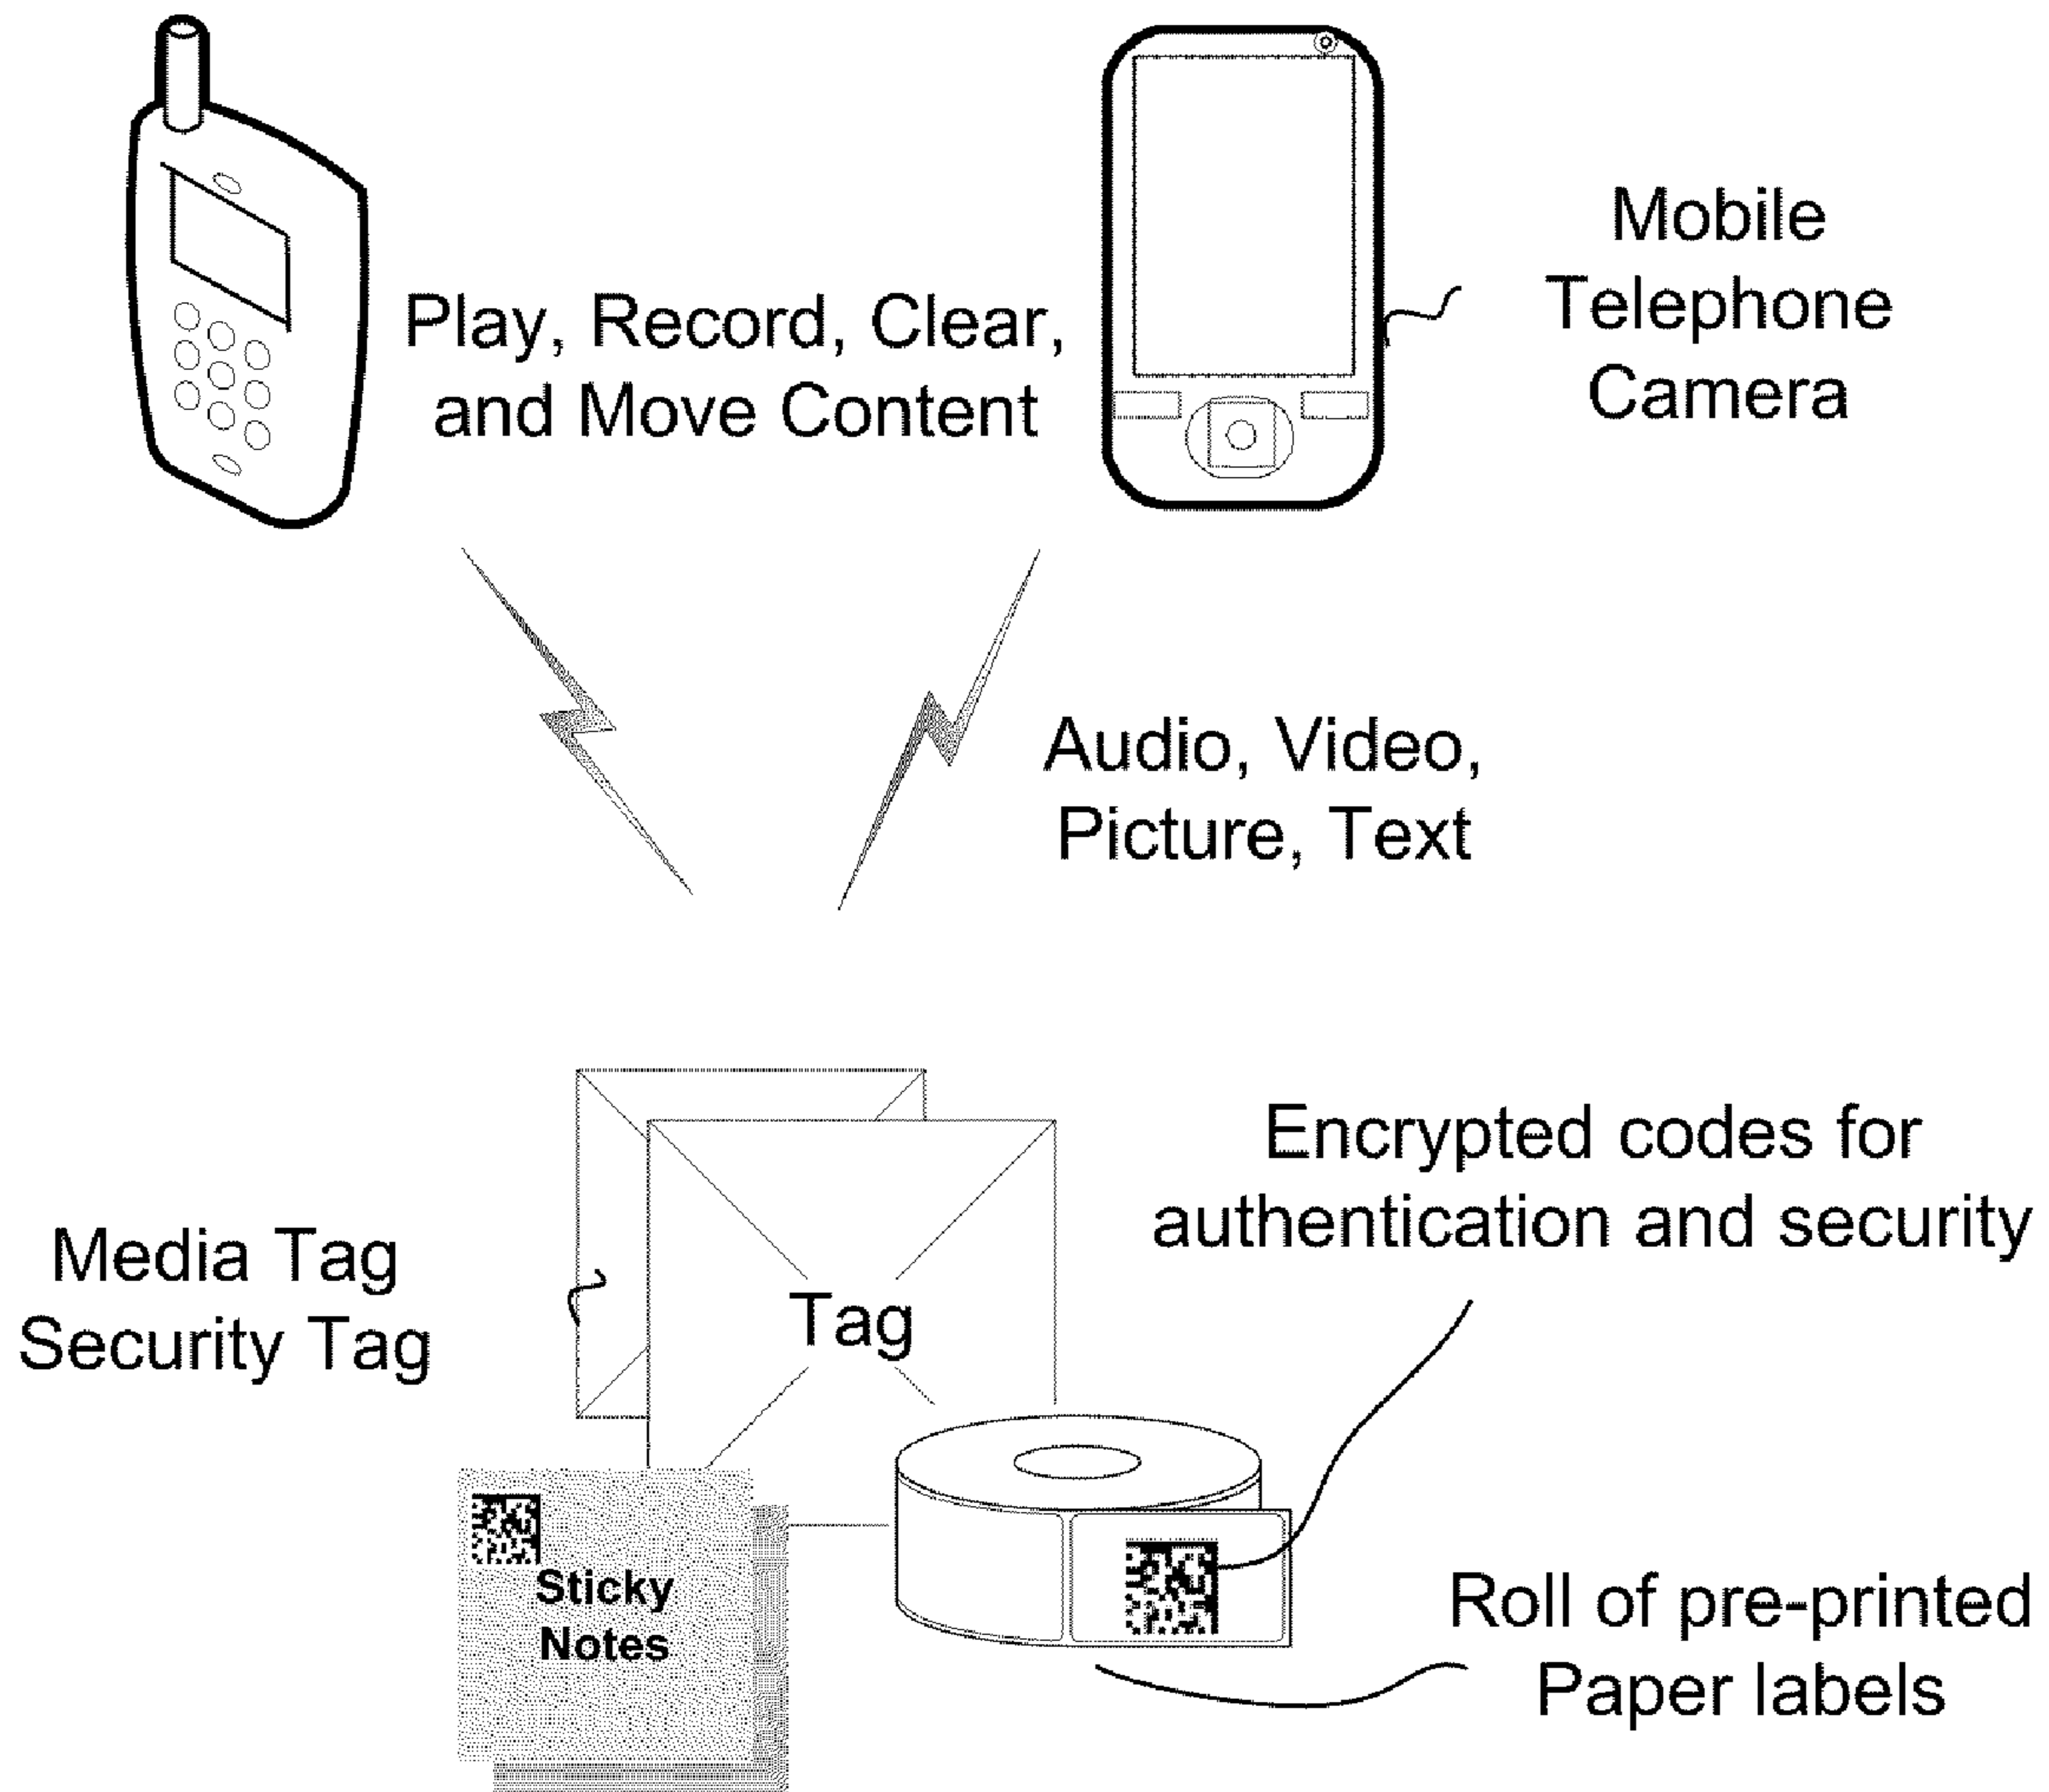 Play, Record, Clear,
and Move Content
Mobile
Telephone
Camera
Audio, Video,
Picture, Text
Encrypted codes for
authentication and security
Media Tag
Security Tag
Tag
Sticky
Notes
Roll of pre-printed
Paper labels